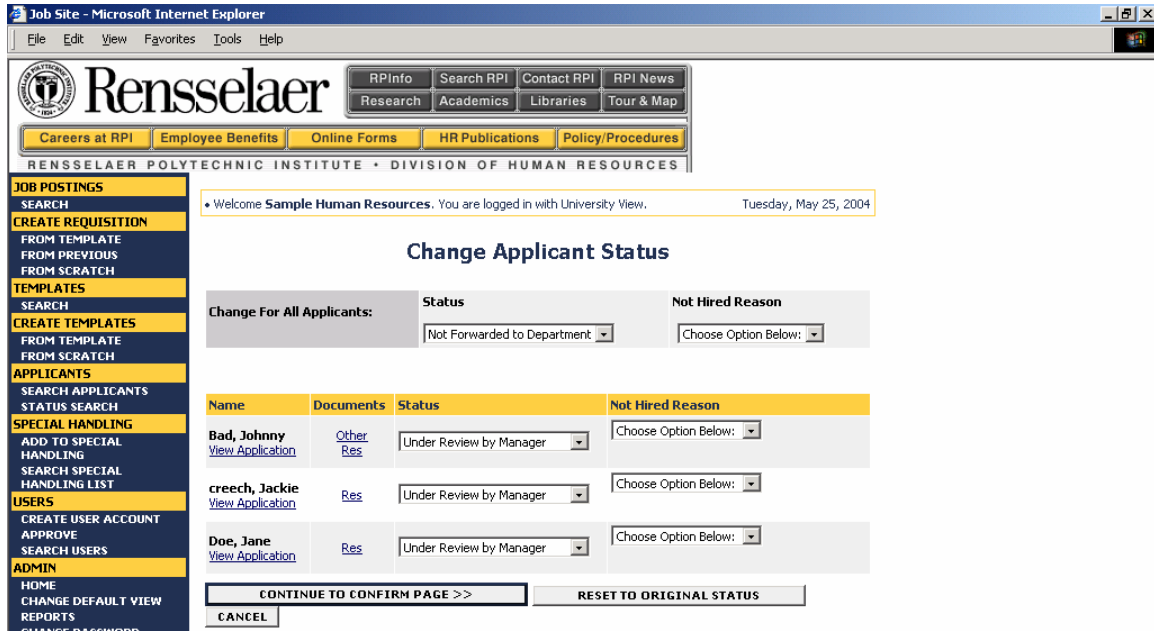 Job Site - Microsoft Internet Explorer
File Edit View Favorites Tools Help
Rensselaer
RPInfo Search RPI Contact RPI RPI News
Research Academics Libraries Tour & Map
Careers at RPI Employee Benefits Online Forms HR Publications Policy/Procedures
RENSSELAER POLYTECHNIC INSTITUTE • DIVISION OF HUMAN RESOURCES
JOB POSTINGS
SEARCH
CREATE REQUISITION
FROM TEMPLATE
FROM PREVIOUS
FROM SCRATCH
TEMPLATES
SEARCH
CREATE TEMPLATES
FROM TEMPLATE
FROM SCRATCH
APPLICANTS
SEARCH APPLICANTS
STATUS SEARCH
SPECIAL HANDLING
ADD TO SPECIAL
HANDLING
SEARCH SPECIAL
HANDLING LIST
USERS
CREATE USER ACCOUNT
APPROVE
SEARCH USERS
ADMIN
HOME
CHANGE DEFAULT VIEW
REPORTS
CHANGE PASSWORD
• Welcome Sample Human Resources. You are logged in with University View. Tuesday, May 25, 2004
Change Applicant Status
Change For All Applicants:
Status Not Hired Reason
Not Forwarded to Department Choose Option Below:
Name Documents Status Not Hired Reason
Bad, Johnny Other Under Review by Manager Choose Option Below:
View Application Res
creech, Jackie Res Under Review by Manager Choose Option Below:
View Application
Doe, Jane Res Under Review by Manager Choose Option Below:
View Application
CONTINUE TO CONFIRM PAGE >> RESET TO ORIGINAL STATUS
CANCEL